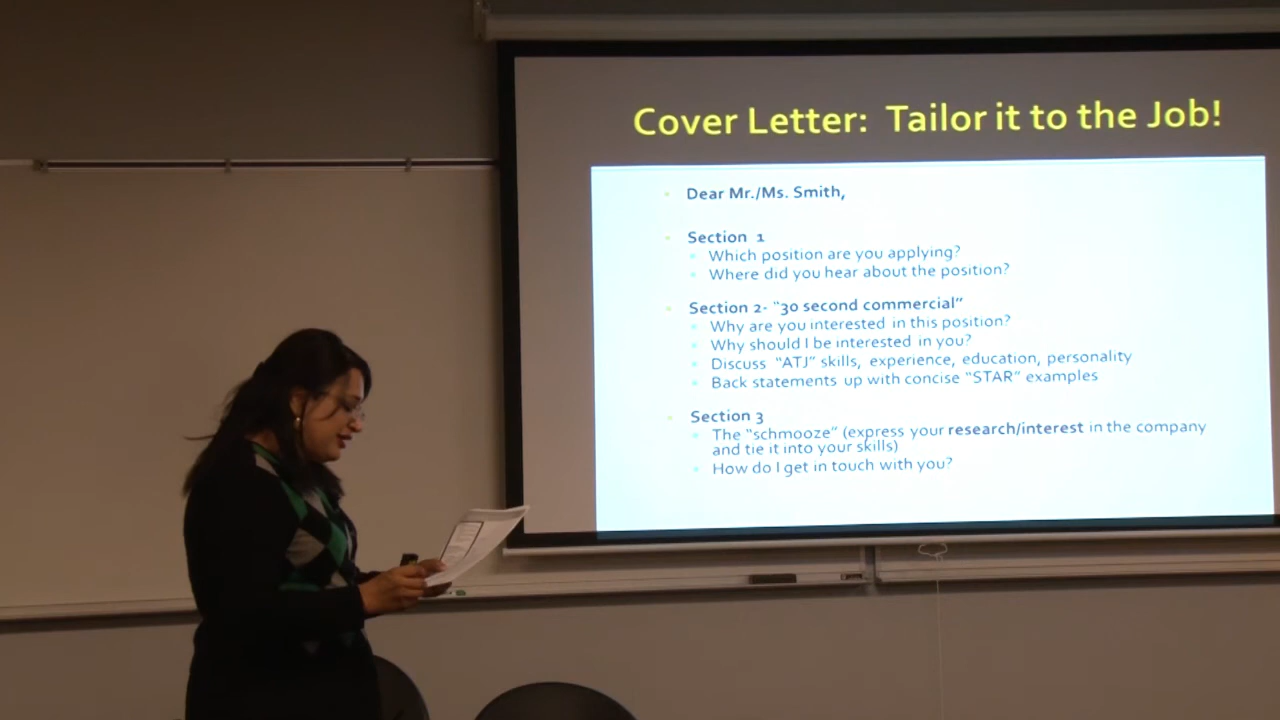 Cover Letter: Tailor it to the Job!
Dear Mr./Ms. Smith,
Section 1
Which position are you applying?
Where did you hear about the position?
Section 2- “30 second commercial”
Why are you interested in this position?
Why should I be interested in you?
Discuss “ATJ” skills, experience, education, personality
Back statements up with concise “STAR” examples
Section 3
The “schmooze” (express your research/interest in the company
and tie it into your skills)
How do I get in touch with you?